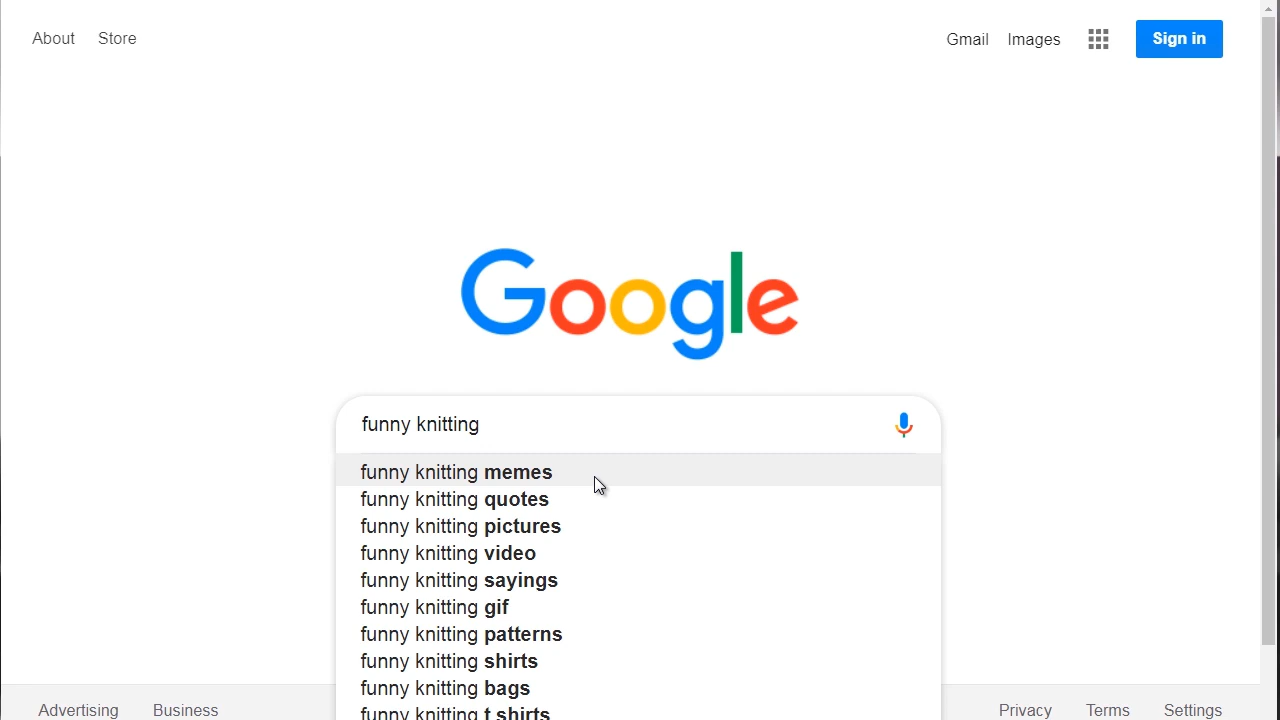 About Store
Gmail Images Sign in
Google
funny knitting
funny knitting memes
funny knitting quotes
funny knitting pictures
funny knitting video
funny knitting sayings
funny knitting gif
funny knitting patterns
funny knitting shirts
funny knitting bags
funny knitting t shirts
Advertising Business
Privacy Terms Settings